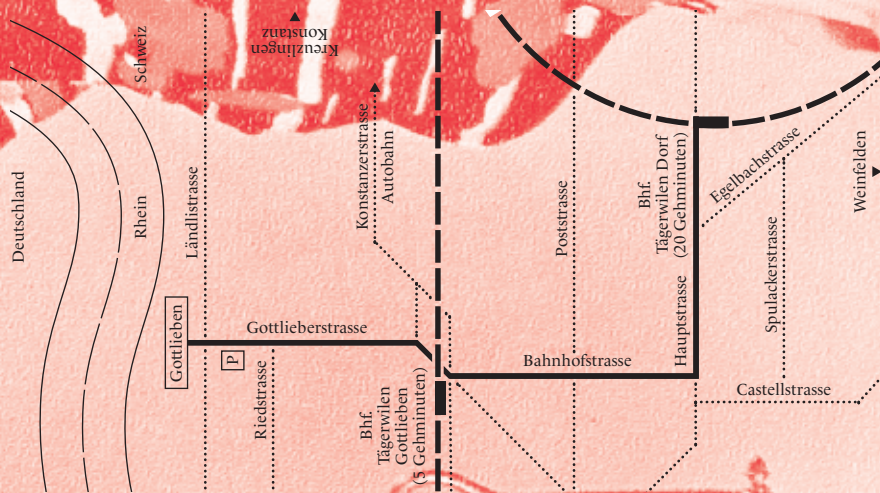 Schweiz
Kreuzlingen
Konstanz
Deutschland
Rhein
Ländlistrasse
Konstanzerstrasse
Autobahn
Poststrasse
Bhf.
Tägerwilen Dorf
(20 Gehminuten)
Egelbachstrasse
Weinfelden
Spulackerstrasse
Hauptstrasse
Gottlieben
Gottlieberstrasse
P
Riedstrasse
Bhf.
Tägerwilen
Gottlieben
(5 Gehminuten)
Bahnhofstrasse
Castellstrasse